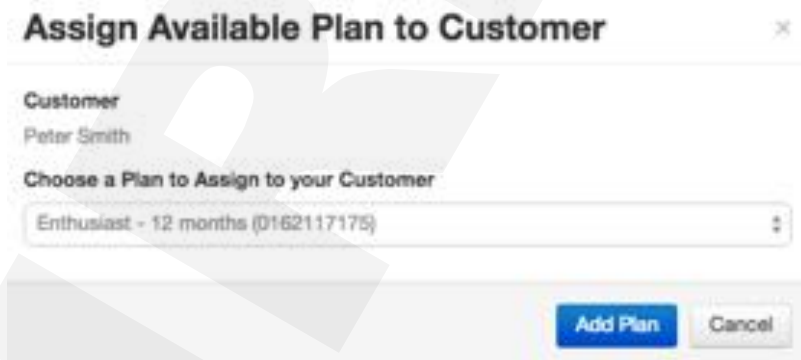 Assign Available Plan to Customer ×
Customer
Peter Smith
Choose a Plan to Assign to your Customer
Enthusiast - 12 months (0162117175)
Add Plan Cancel